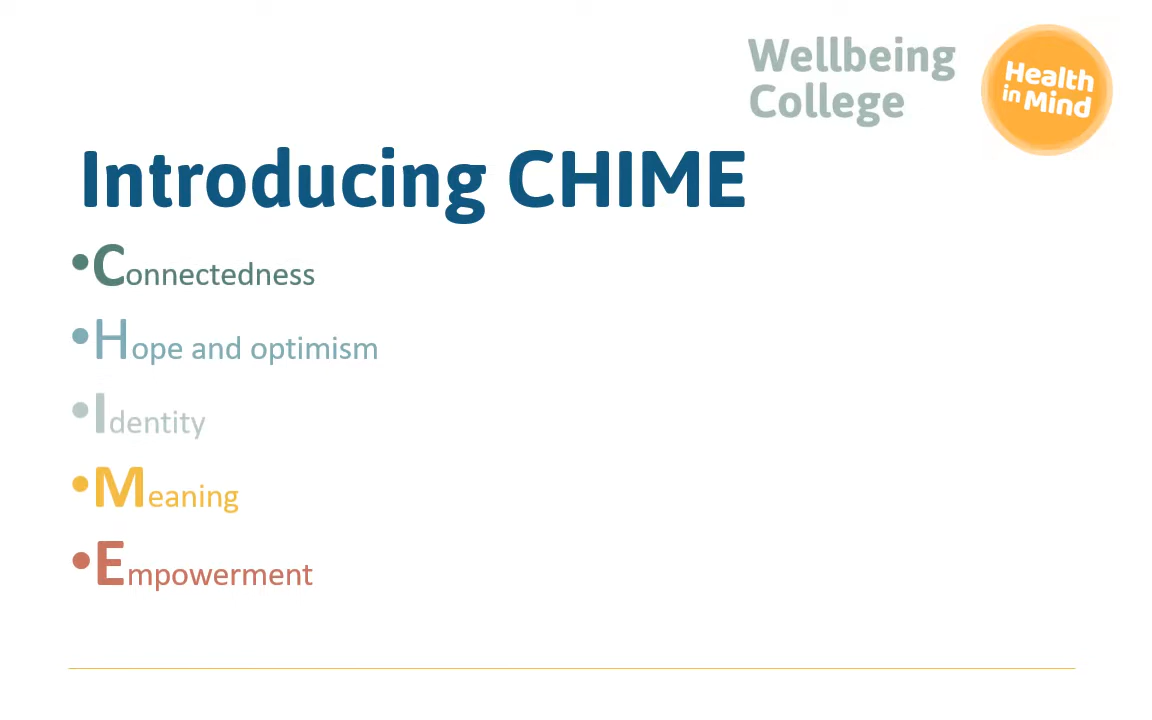 Wellbeing
College
Health
in Mind
Introducing CHIME
•Connectedness
•Hope and optimism
•Identity
•Meaning
•Empowerment